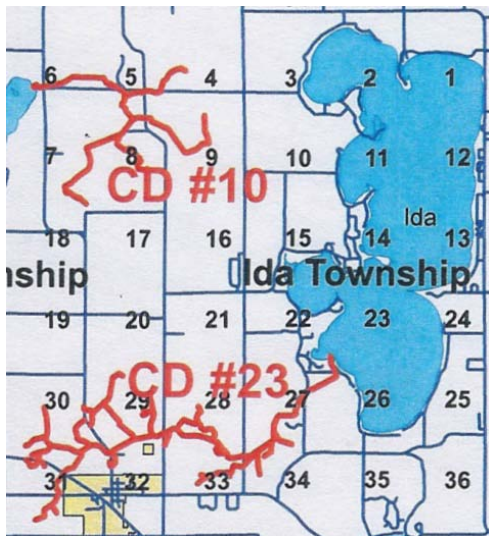 6 5 4 3 2 1
7 8 9 10 11 12
CD #10
18 17 16 15 14 Ida 13
nship Ida Township
19 20 21 22 23 24
CD #23
30 29 28 27 26 25
31 32 33 34 35 36